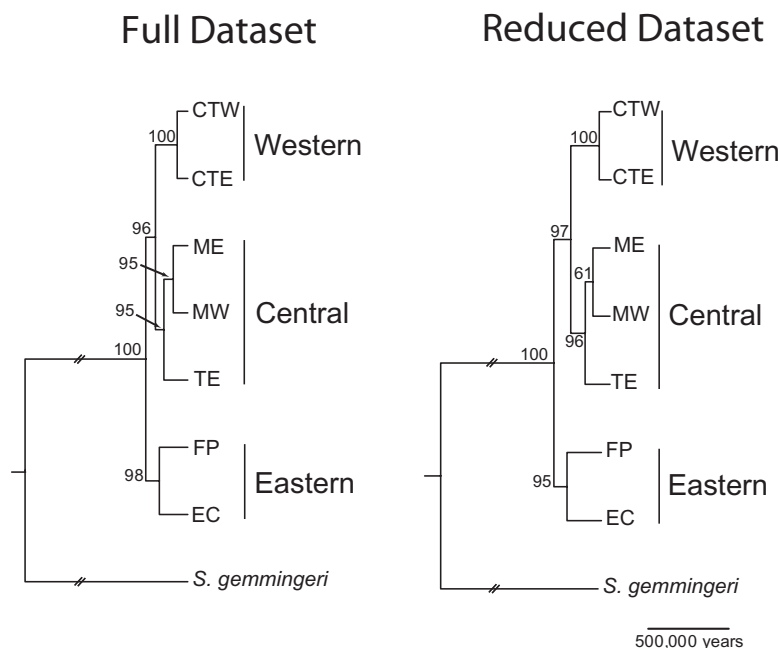 Full Dataset
CTW
100
Western
CTE
96
ME
95
MW
Central
95
TE
100
FP
98
Eastern
EC
S. gemmingeri
Reduced Dataset
CTW
100
Western
CTE
97
ME
61
MW
Central
96
TE
100
FP
95
Eastern
EC
S. gemmingeri
500,000 years